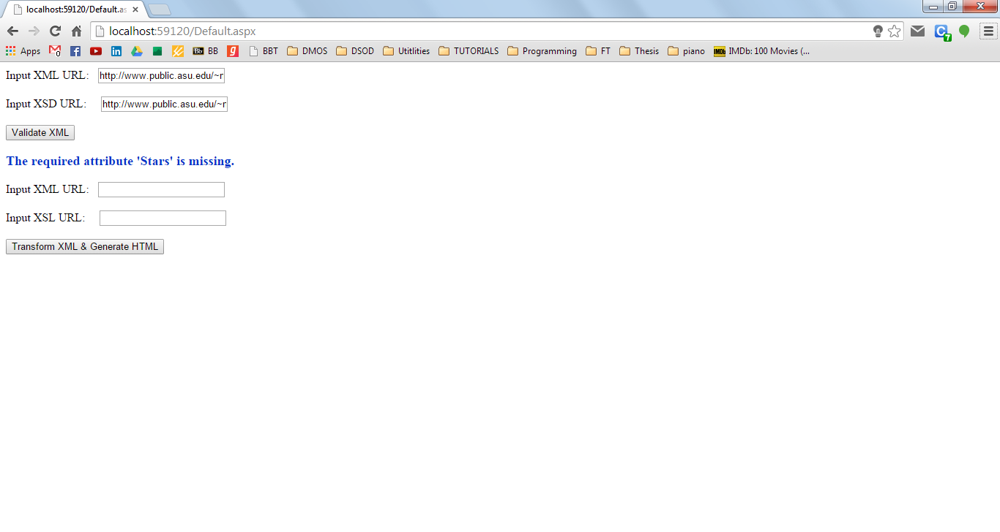 localhost:59120/Default.as
localhost:59120/Default.aspx
7
Apps 0 BB BBT DMOS DSOD Utitlities TUTORIALS Programming FT Thesis piano IMDb IMDb: 100 Movies (...
Input XML URL: http://www.public.asu.edu/~r
Input XSD URL: http://www.public.asu.edu/~r
Validate XML
The required attribute 'Stars' is missing.
Input XML URL:
Input XSL URL:
Transform XML & Generate HTML